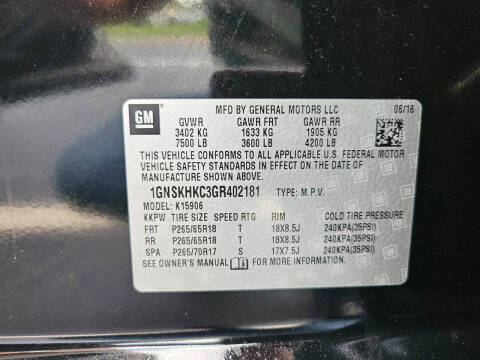 MFD BY GENERAL MOTORS LLC 06/16
GM
GVWR GAWR FRT GAWR RR
3402 KG 1633 KG 1905 KG
7500 LB 3600 LB 4200 LB
THIS VEHICLE CONFORMS TO ALL APPLICABLE U.S. FEDERAL MOTOR
VEHICLE SAFETY STANDARDS IN EFFECT ON THE DATE OF
MANUFACTURE SHOWN ABOVE.
1GNSKHKC3GR402181 TYPE: M.P.V.
MODEL: K15906
KKPW TIRE SIZE SPEED RTG RIM COLD TIRE PRESSURE
FRT P265/65R18 T 18X8.5J 240KPA(35PSI)
RR P265/65R18 T 18X8.5J 240KPA(35PSI)
SPA P265/70R17 S 17X7.5J 240KPA(35PSI)
SEE OWNER'S MANUAL FOR MORE INFORMATION.